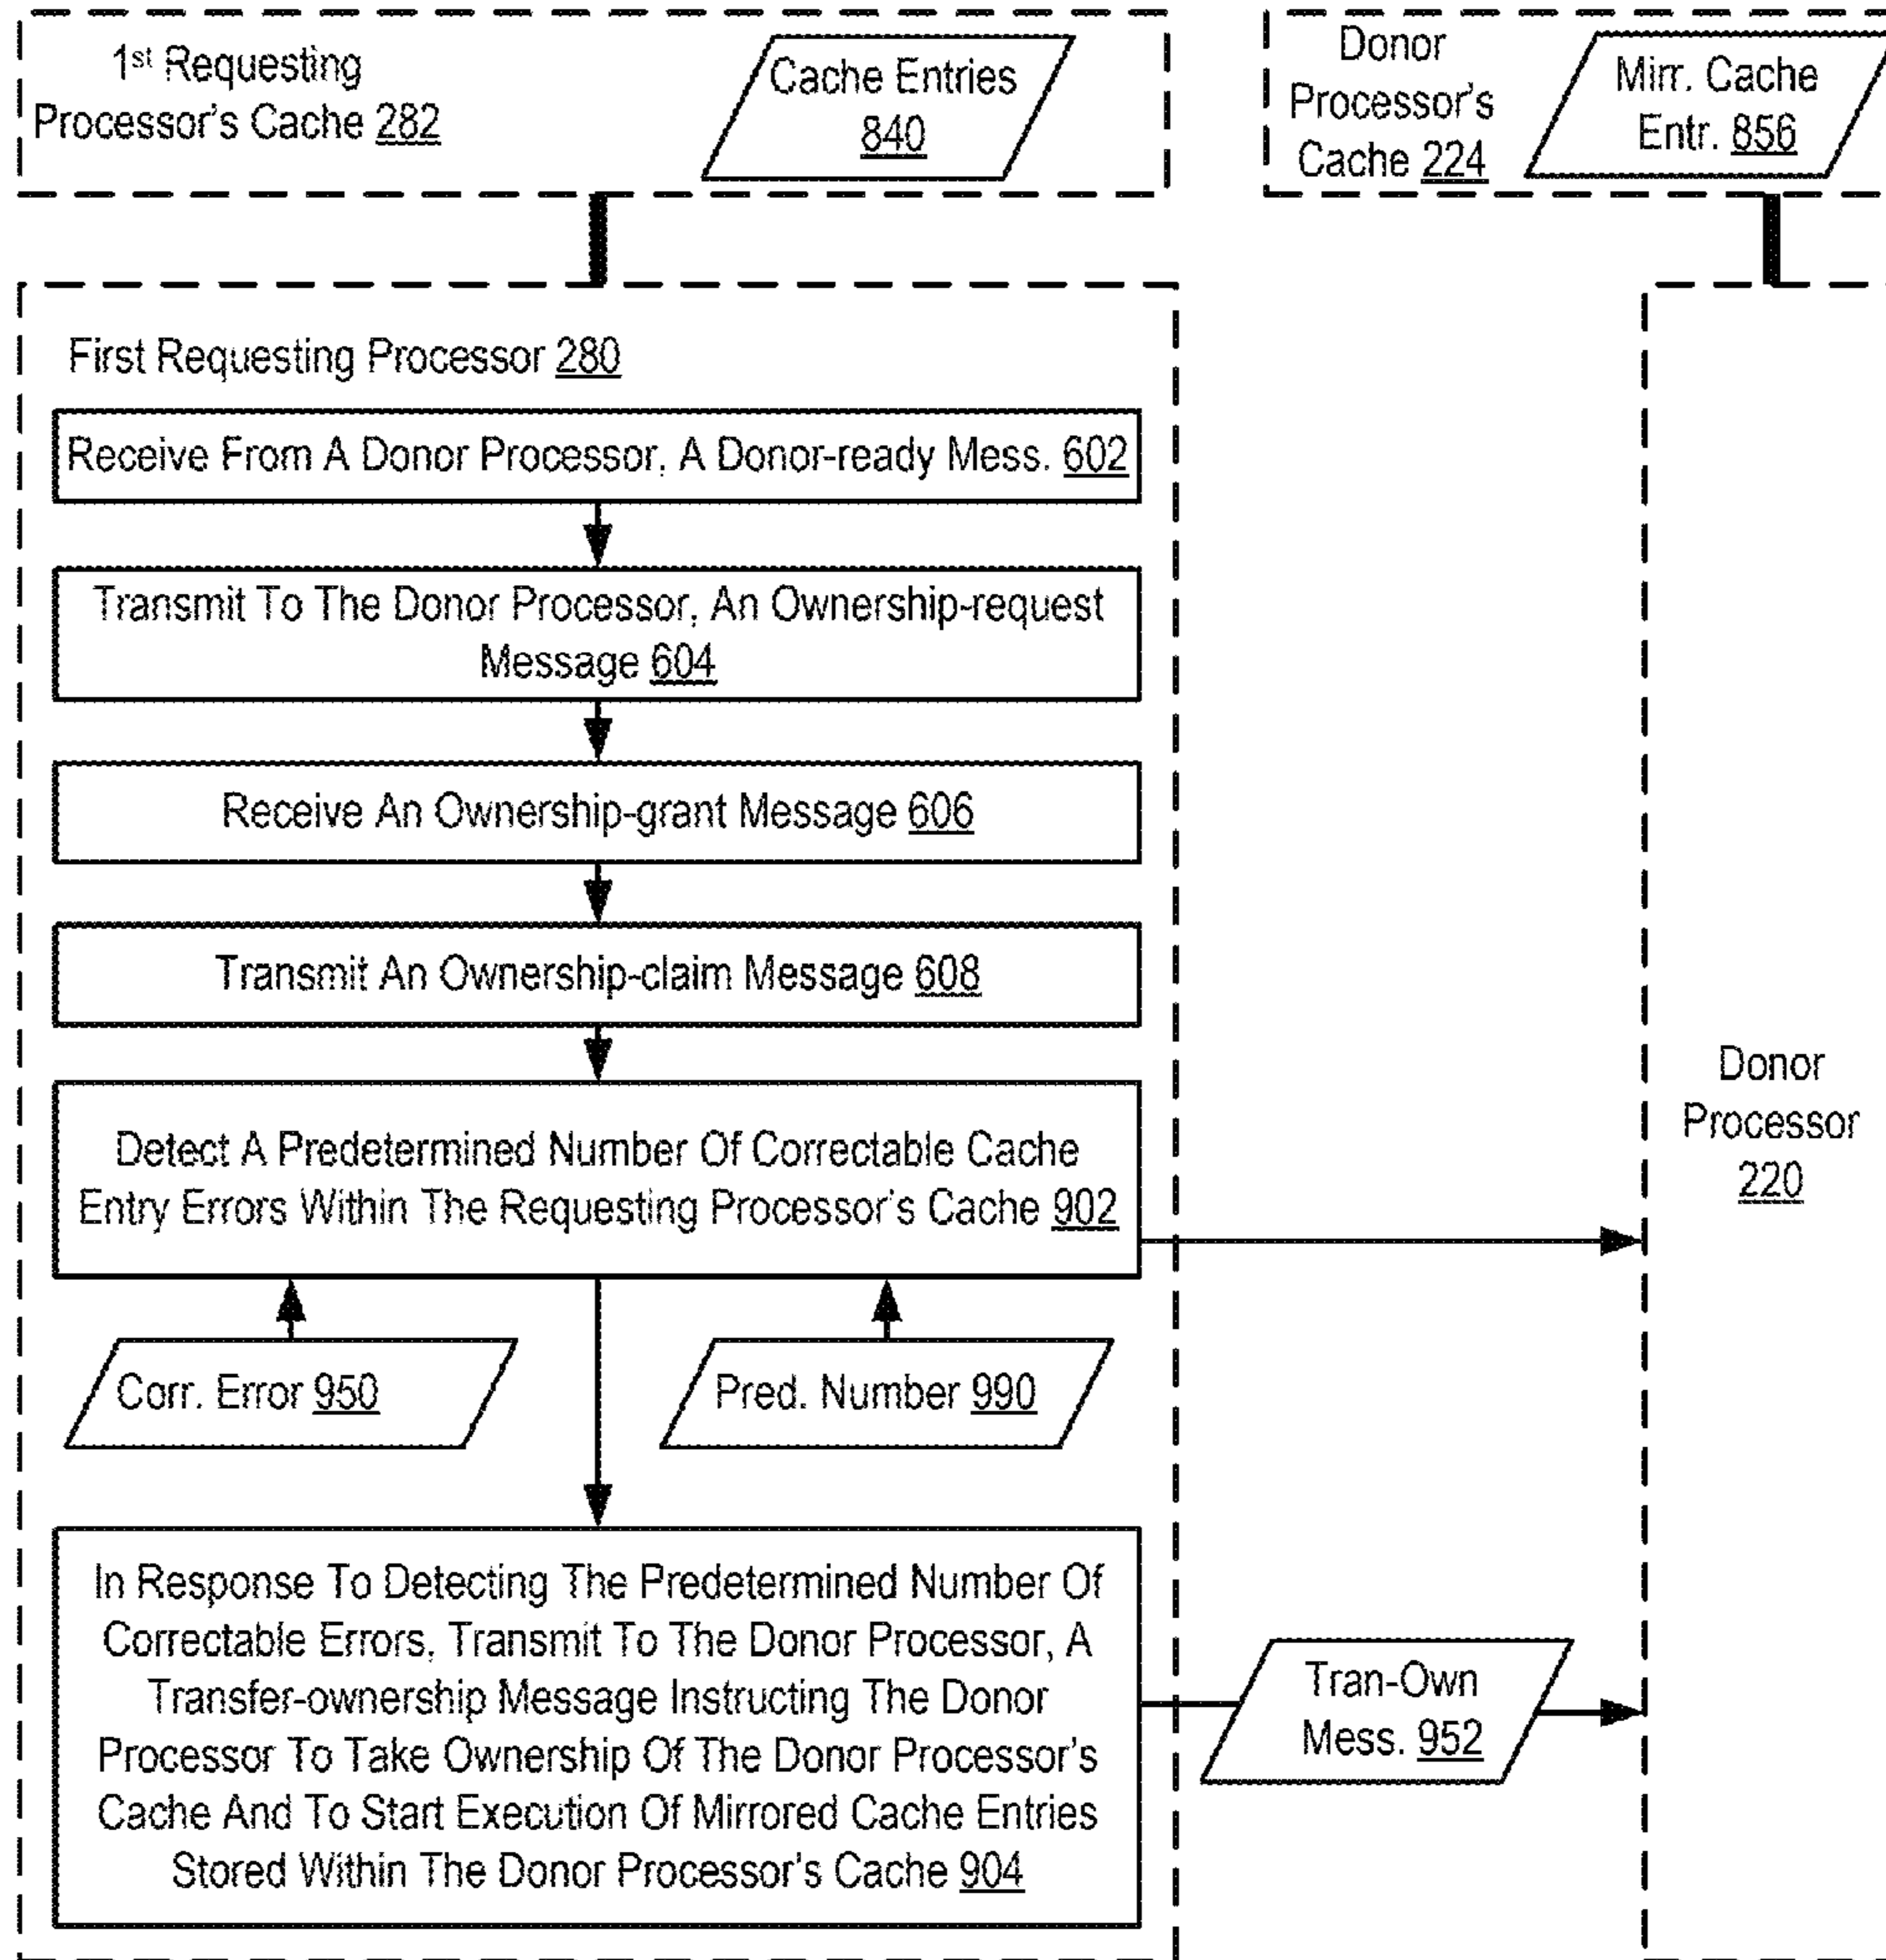 1st Requesting
Processor's Cache 282
Cache Entries
840
Donor
Processor's
Cache 224
Mirr. Cache
Entr. 856
First Requesting Processor 280
Receive From A Donor Processor, A Donor-ready Mess. 602
Transmit To The Donor Processor, An Ownership-request
Message 604
Receive An Ownership-grant Message 606
Transmit An Ownership-claim Message 608
Detect A Predetermined Number Of Correctable Cache
Entry Errors Within The Requesting Processor's Cache 902
Donor
Processor
220
Corr. Error 950
Pred. Number 990
In Response To Detecting The Predetermined Number Of
Correctable Errors, Transmit To The Donor Processor, A
Transfer-ownership Message Instructing The Donor
Processor To Take Ownership Of The Donor Processor's
Cache And To Start Execution Of Mirrored Cache Entries
Stored Within The Donor Processor's Cache 904
Tran-Own
Mess. 952